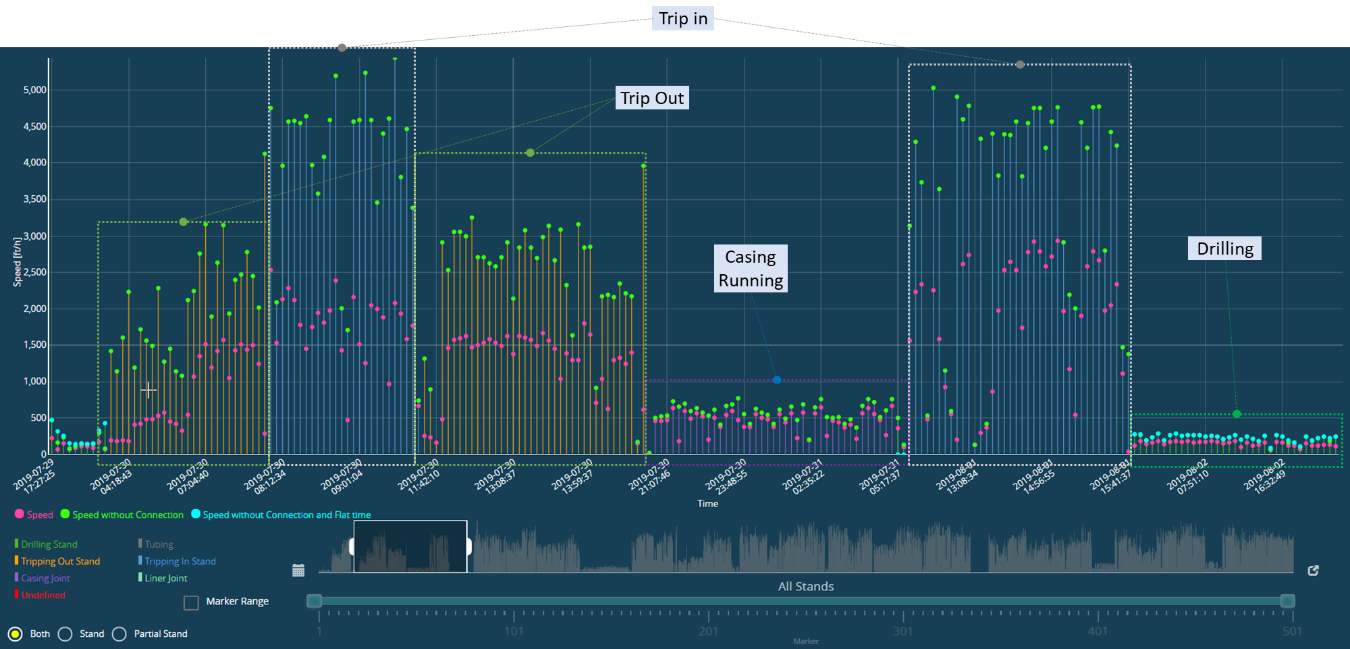 Trip in
Trip Out
Casing
Running
Drilling
Speed [ft/h]
5,000
4,500
4,000
3,500
3,000
2,500
2,000
1,500
1,000
500
0
2019-07-29
17:27:25
2019-07-30
04:18:43
2019-07-30
07:04:40
2019-07-30
08:12:34
2019-07-30
09:01:04
2019-07-30
11:42:10
2019-07-30
13:08:37
2019-07-30
13:59:37
2019-07-30
21:07:46
2019-07-30
23:48:55
2019-07-31
02:35:22
2019-07-31
05:17:37
2019-08-01
13:08:34
2019-08-01
14:56:55
2019-08-01
15:41:37
2019-08-02
07:51:10
2019-08-02
16:32:49
Time
Speed Speed without Connection Speed without Connection and Flat time
Drilling Stand Tubing
Tripping Out Stand Tripping In Stand
Casing Joint Liner Joint
Undefined
Marker Range
All Stands
1 101 201 301 401 501
Marker
Both Stand Partial Stand